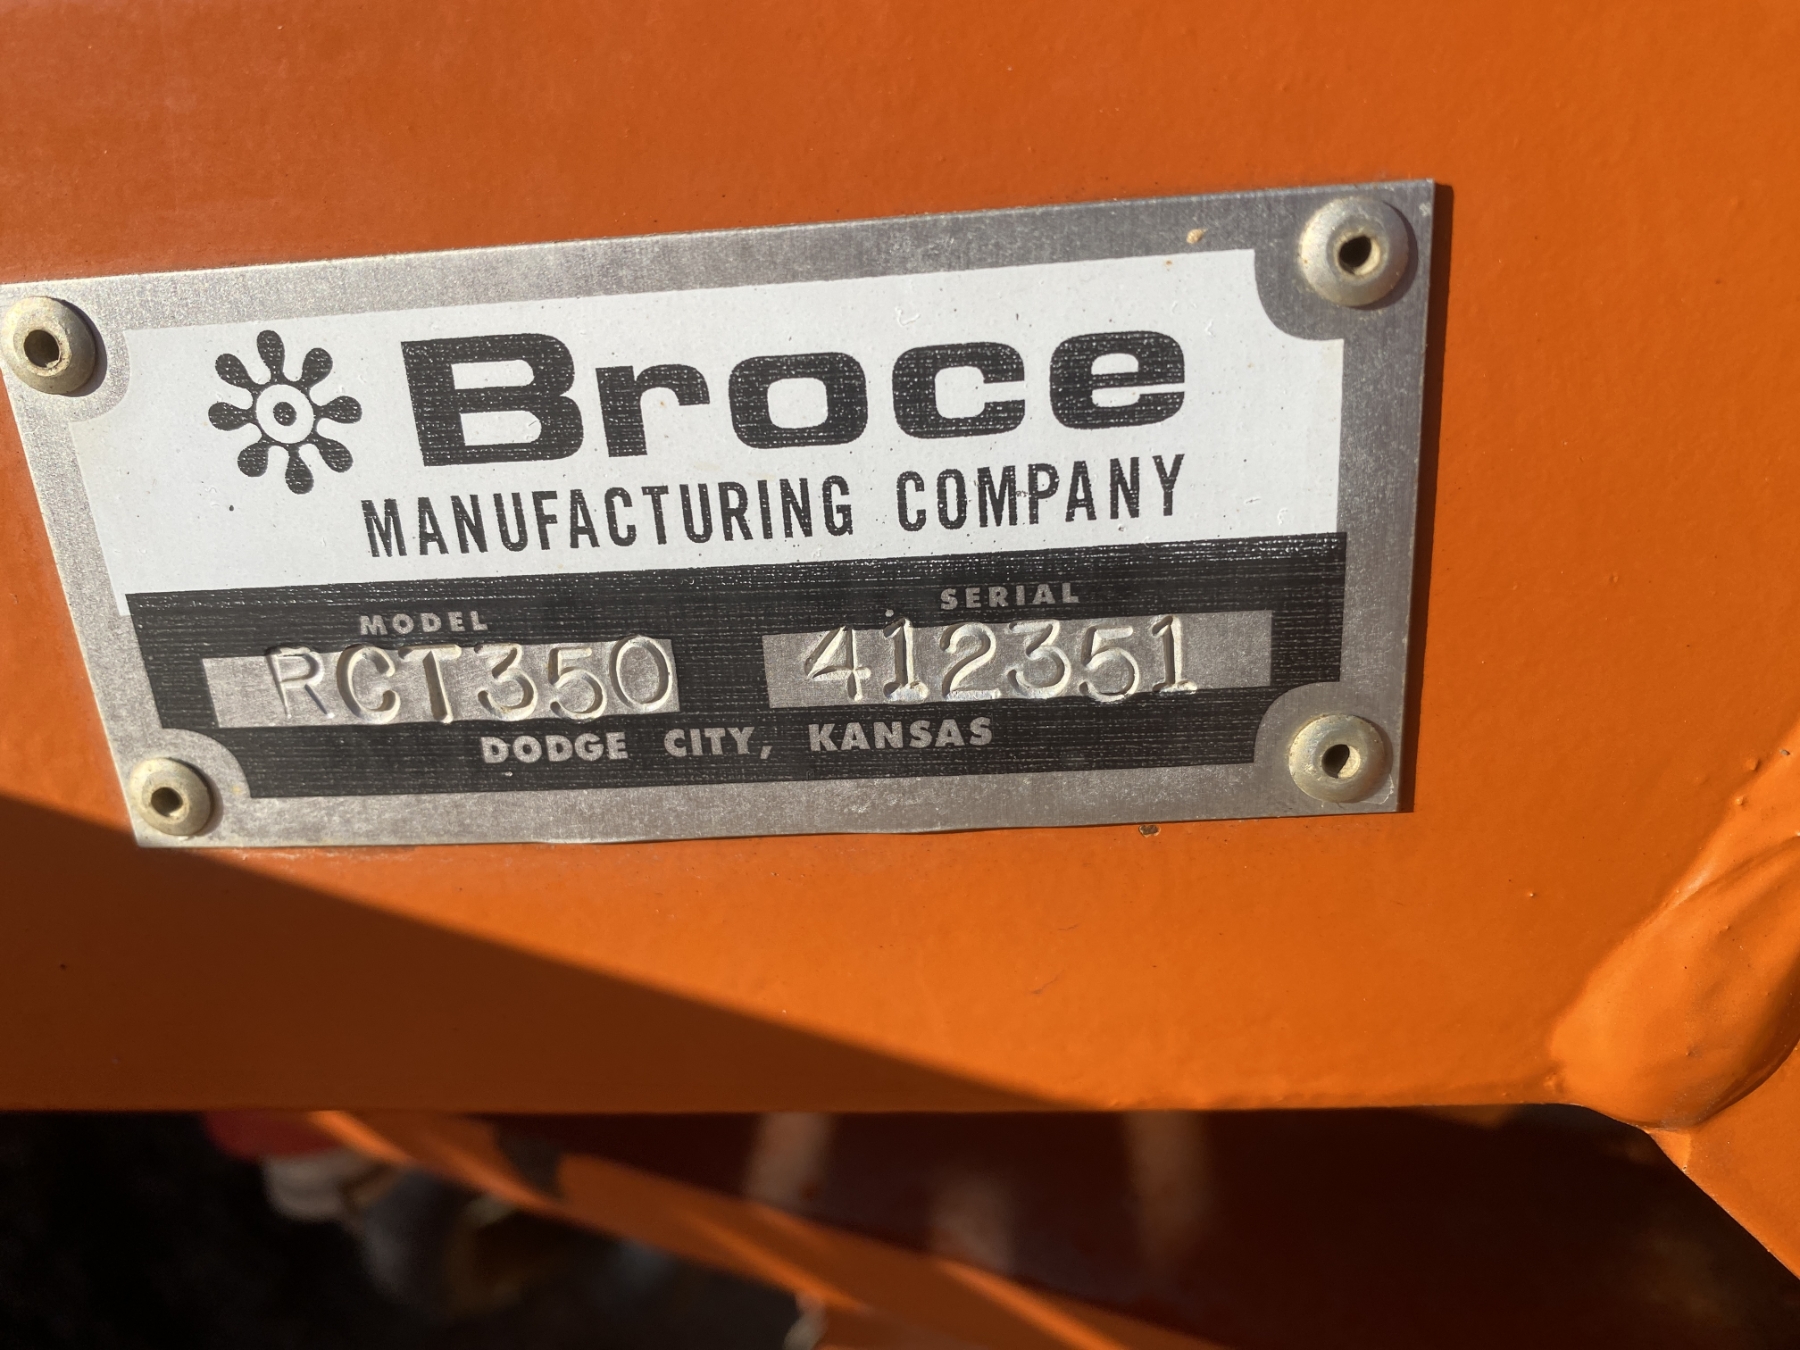 Broce
MANUFACTURING COMPANY
MODEL SERIAL
RCT350 412351
DODGE CITY, KANSAS